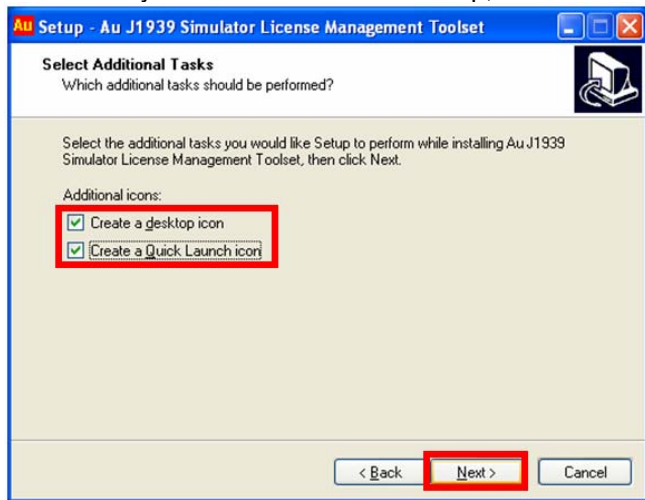 Au Setup - Au J1939 Simulator License Management Toolset
Select Additional Tasks
Which additional tasks should be performed?
Select the additional tasks you would like Setup to perform while installing Au J1939
Simulator License Management Toolset, then click Next.
Additional icons:
Create a desktop icon
Create a Quick Launch icon
< Back Next > Cancel